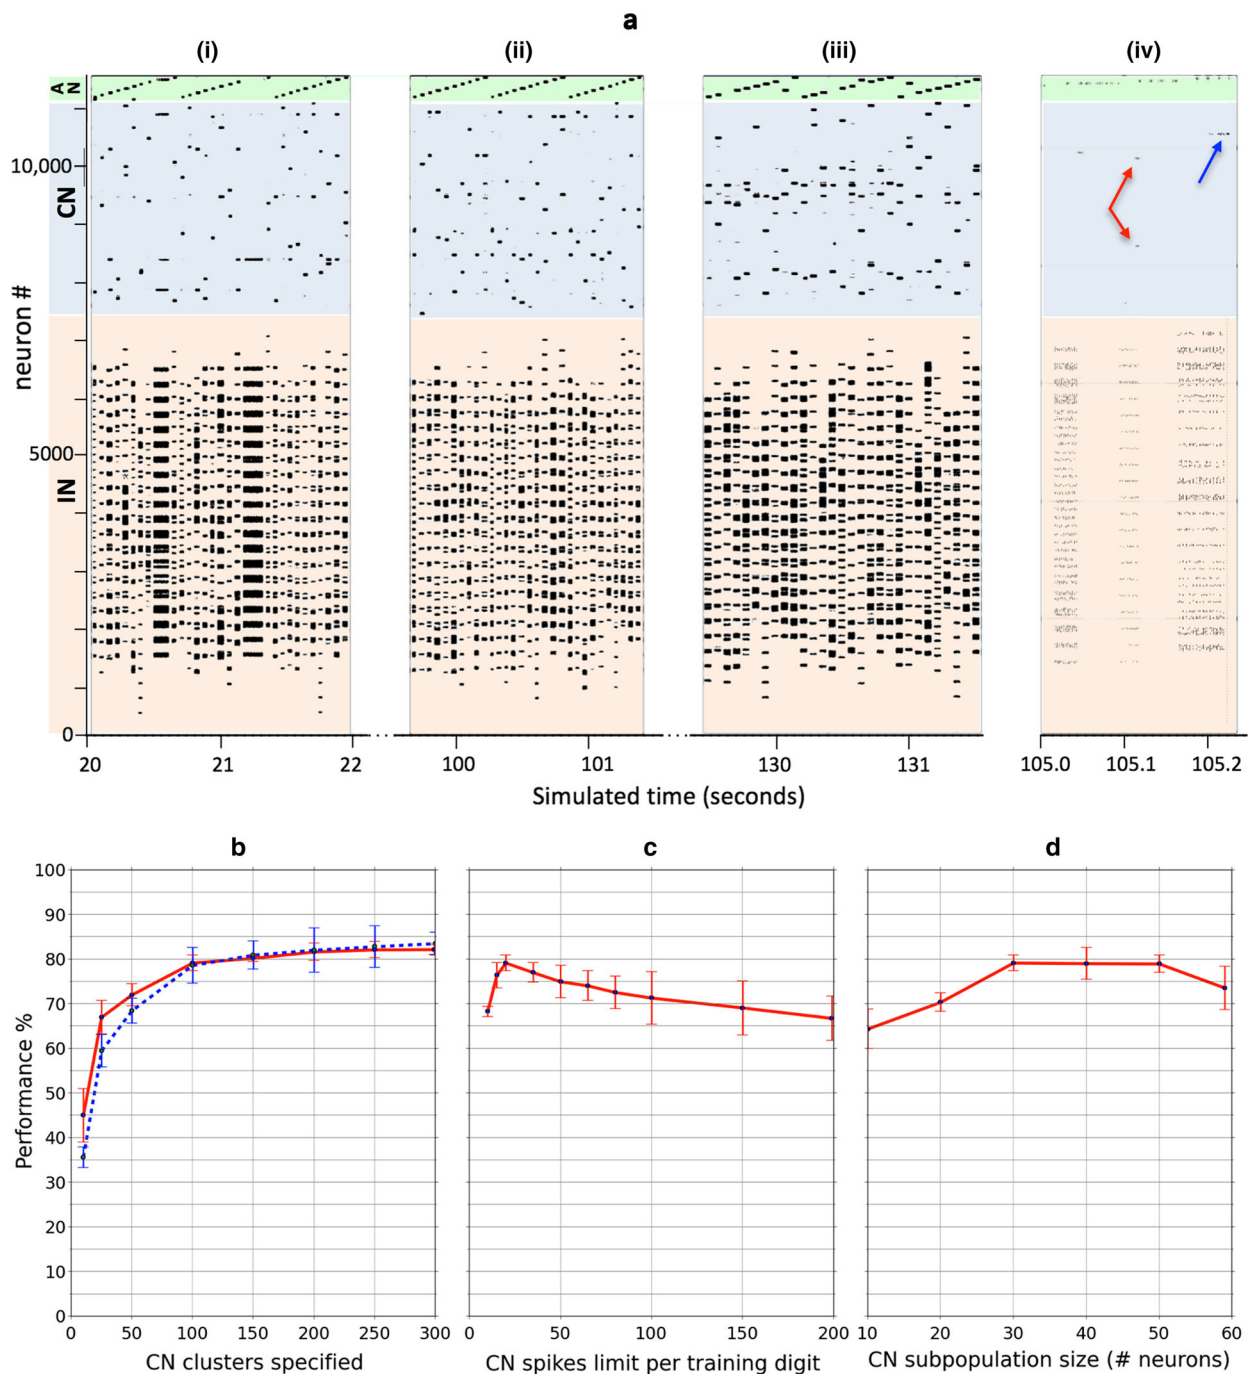 a
(i) (ii) (iii) (iv)
AN
10,000
CN
neuron #
5000
IN
0
20 21 22 100 101 130 131 105.0 105.1 105.2
Simulated time (seconds)
b c d
100
90
80
70
60
50
40
30
20
10
0
Performance %
0 50 100 150 200 250 300 0 50 100 150 200 10 20 30 40 50 60
CN clusters specified CN spikes limit per training digit CN subpopulation size (# neurons)